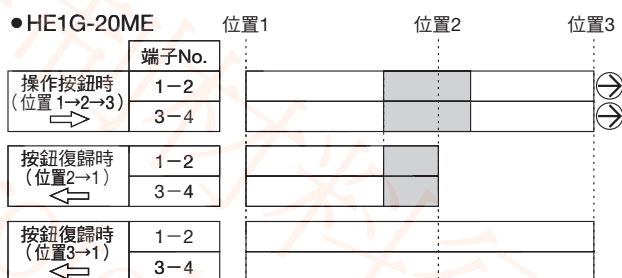 ●HE1G-20ME
位置1 位置2 位置3
端子No.
操作按鈕時
(位置1→2→3)
⇨
1-2
3-4
按鈕復歸時
(位置2→1)
⇦
1-2
3-4
按鈕復歸時
(位置3→1)
⇦
1-2
3-4